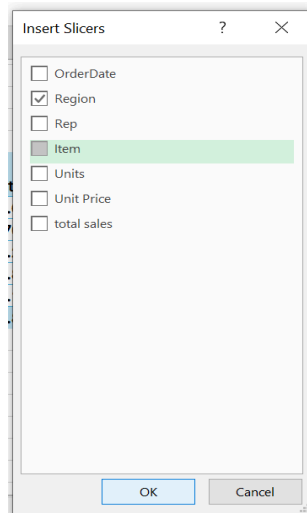 Insert Slicers ?
OrderDate
Region
Rep
Item
Units
Unit Price
total sales
OK Cancel